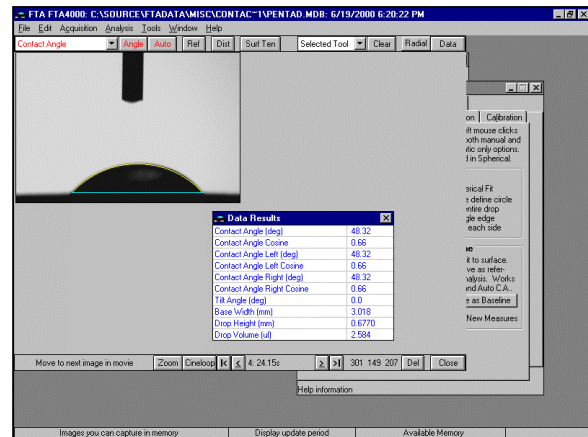 FTA FTA4000: C:\SOURCE\FTADATA\MISC\CONTAC~1\PENTAD.MDB: 6/19/2000 6:20:22 PM
File Edit Acquisition Analysis Tools Window Help
Contact Angle Angle Auto Ref Dist Surf Ten Selected Tool Clear Radial Data
on Calibration
ft mouse clicks
oth manual and
tic only options.
d in Spherical.
erical Fit
e define circle
ntire drop
gle edge
each side
Data Results
Contact Angle (deg) 48.32
Contact Angle Cosine 0.66
Contact Angle Left (deg) 48.32
Contact Angle Left Cosine 0.66
Contact Angle Right (deg) 48.32
Contact Angle Right Cosine 0.66
Tilt Angle (deg) 0.0
Base Width (mm) 3.018
Drop Height (mm) 0.6770
Drop Volume (ul) 2.584
ne
it to surface.
ve as refer-
nalysis. Works
nd Auto C.A..
e as Baseline
New Measures
Move to next image in movie Zoom Cineloop K < 4: 24.15s > >I 301 149 207 Del Close
Help information
Images you can capture in memory Display update period Available Memory